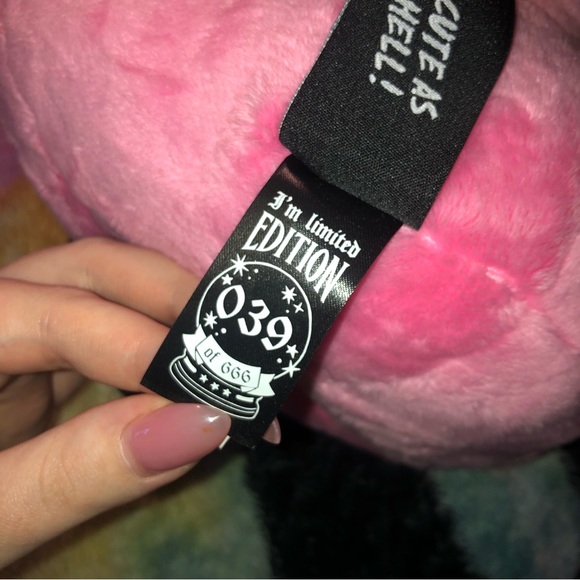 CUTE AS
HELL!
I'm limited
EDITION
039
of 666